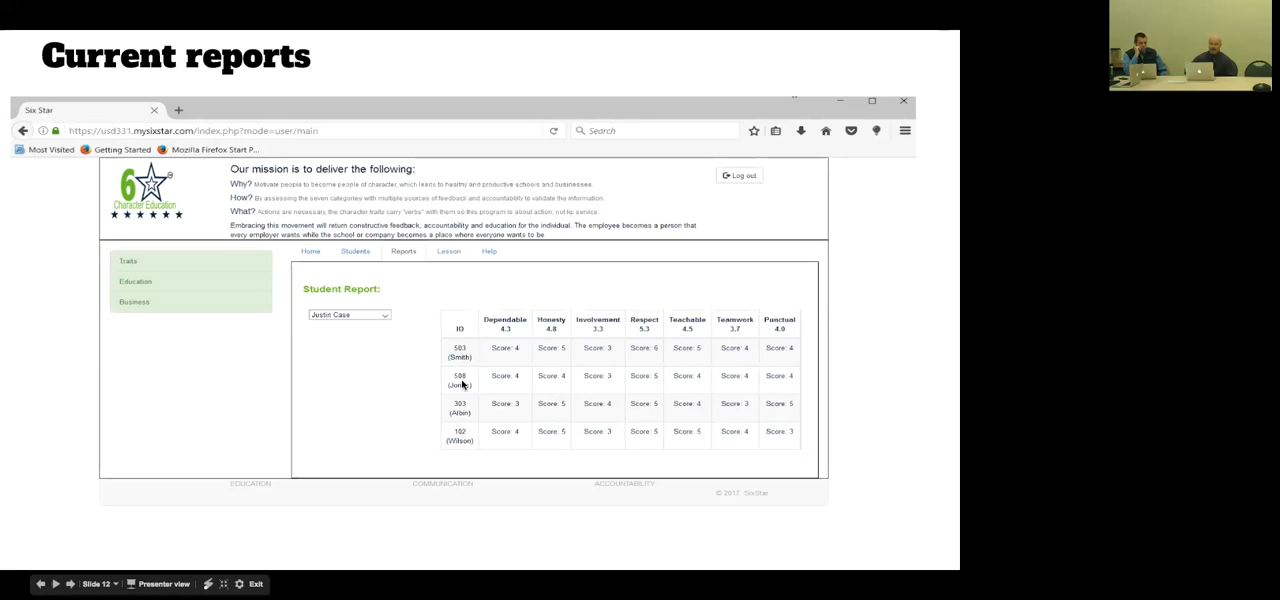 Current reports
Six Star
https://usd331.mysixstar.com/index.php?mode=user/main
Search
Most Visited Getting Started Mozilla Firefox Start P...
6
Character Education
Our mission is to deliver the following:
Log out
Why? Motivate people to become people of character, which leads to healthy and productive schools and businesses.
How? By assessing the seven categories with multiple sources of feedback and accountability to validate the information.
What? Actions are necessary, the character traits carry "verbs" with them so this program is about action, not lip service.
Embracing this movement will return constructive feedback, accountability and education for the individual. The employee becomes a person that
every employer wants while the school or company becomes a place where everyone wants to be.
Home Students Reports Lesson Help
Traits
Education
Business
Student Report:
Justin Case
ID Dependable 4.3 Honesty 4.8 Involvement 3.3 Respect 5.3 Teachable 4.5 Teamwork 3.7 Punctual 4.0
503 (Smith) Score: 4 Score: 5 Score: 3 Score: 6 Score: 5 Score: 4 Score: 4
508 Score: 4 Score: 4 Score: 3 Score: 5 Score: 4 Score: 4 Score: 4
303 (Albin) Score: 3 Score: 5 Score: 4 Score: 5 Score: 4 Score: 3 Score: 5
102 (Wilson) Score: 4 Score: 5 Score: 3 Score: 5 Score: 5 Score: 4 Score: 3
EDUCATION COMMUNICATION ACCOUNTABILITY
© 2017 SixStar
Slide 12 Presenter view Exit